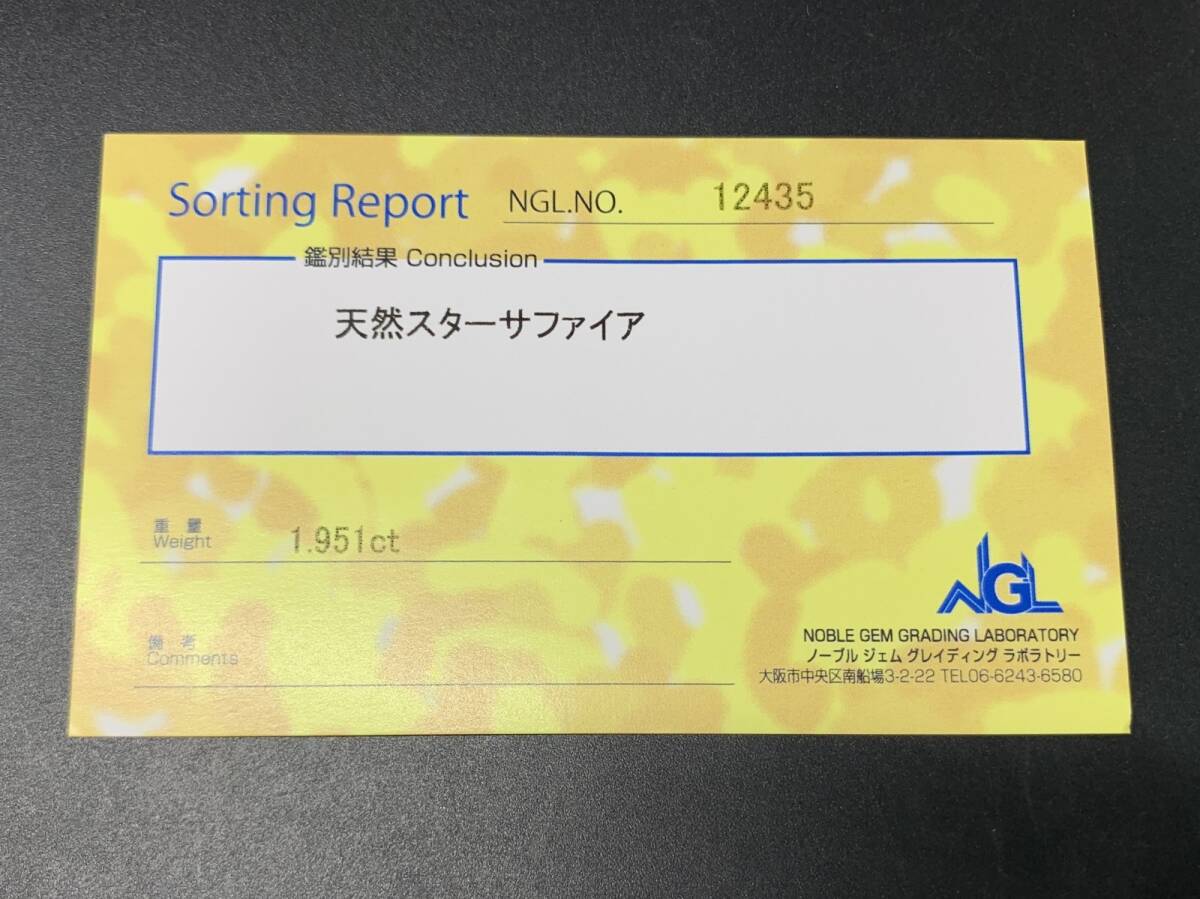 Sorting Report NGL.NO. 12435
鑑別結果 Conclusion
天然スターサファイア
重量
Weight 1.951ct
備考
Comments
NGL
NOBLE GEM GRADING LABORATORY
ノーブル ジェム グレイディング ラボラトリー
大阪市中央区南船場3-2-22 TEL06-6243-6580